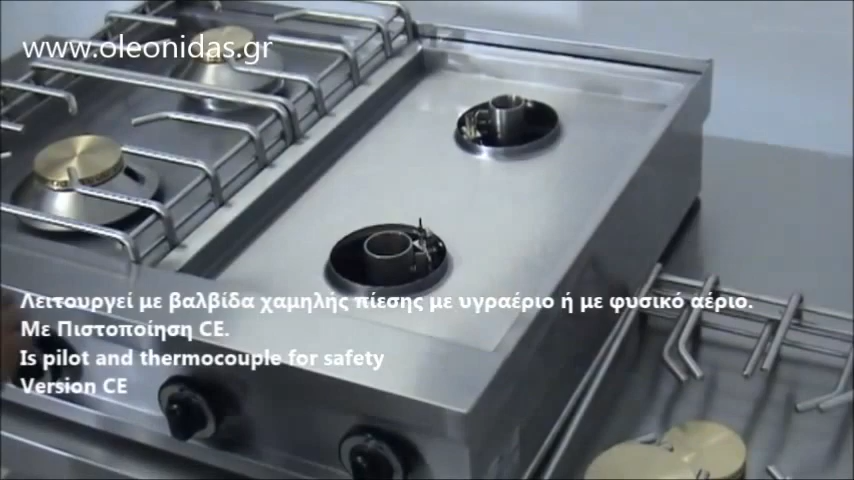 www.oleonidas.gr
Λειτουργεί με βαλβίδα χαμηλής πίεσης με υγραέριο ή με φυσικό αέριο.
Με Πιστοποίηση CE.
Is pilot and thermocouple for safety
Version CE